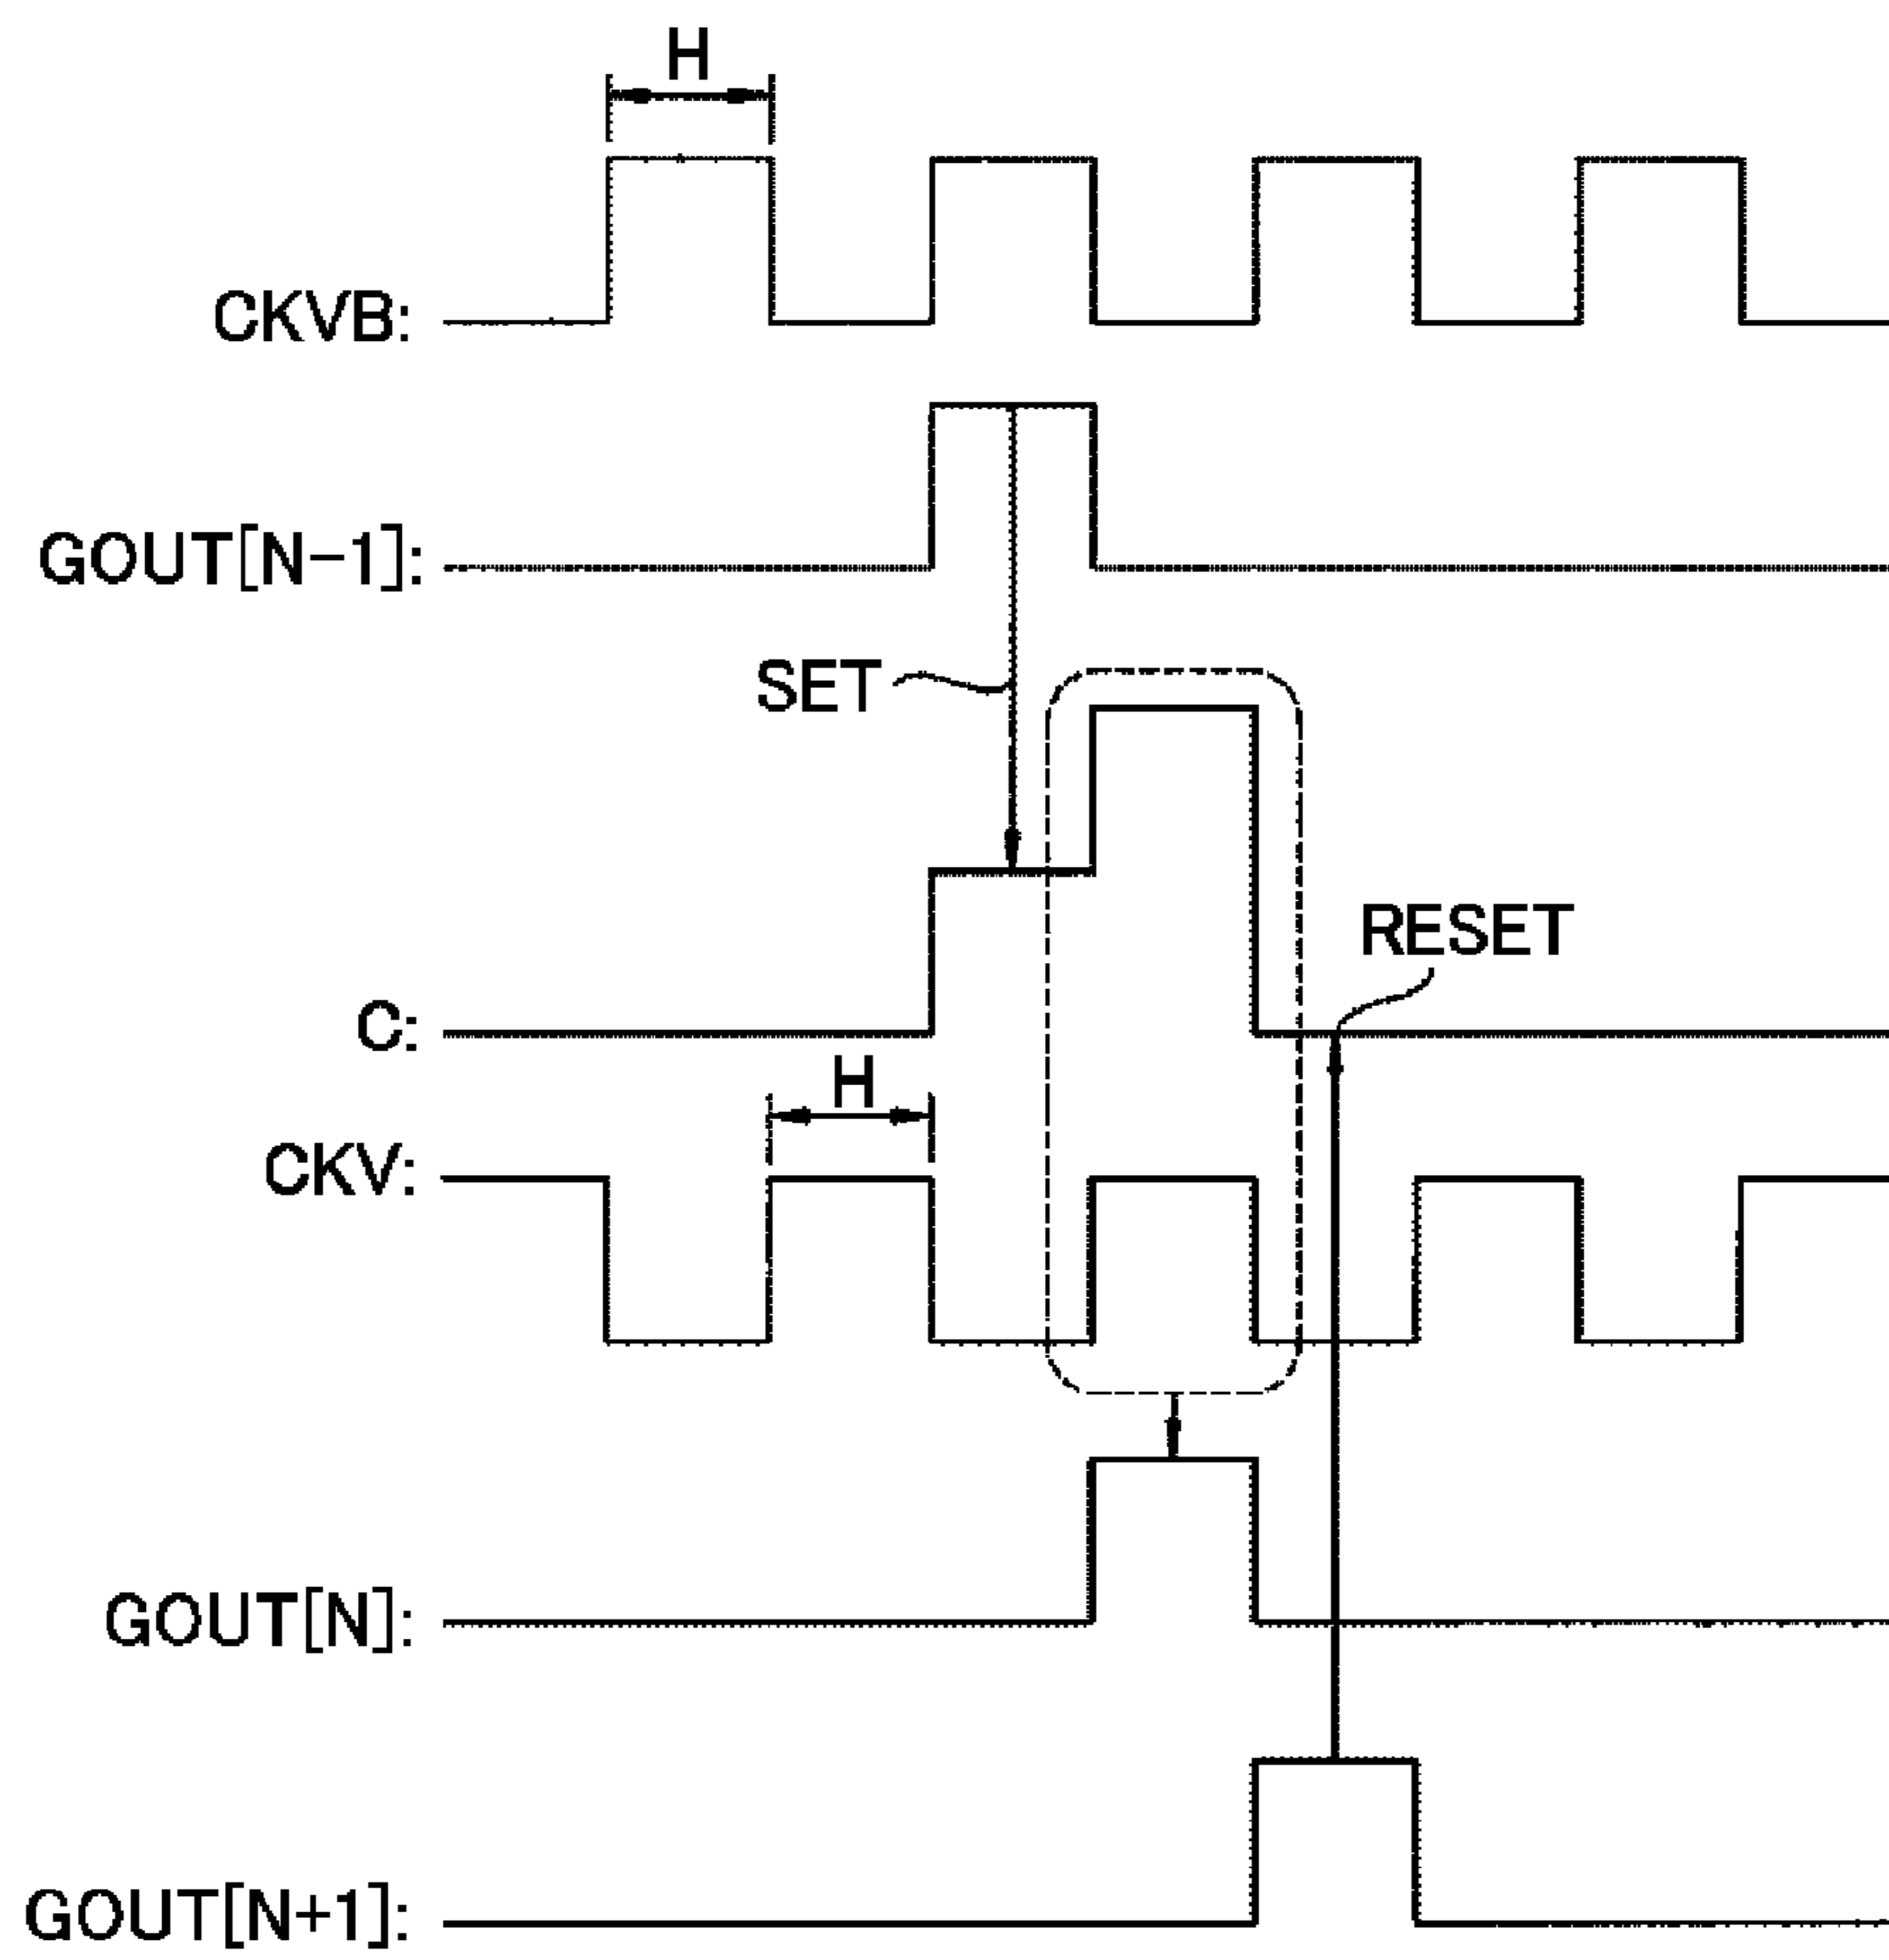 H
CKVB:
GOUT[N-1]:
SET
RESET
C:
H
CKV:
GOUT[N]:
GOUT[N+1]: